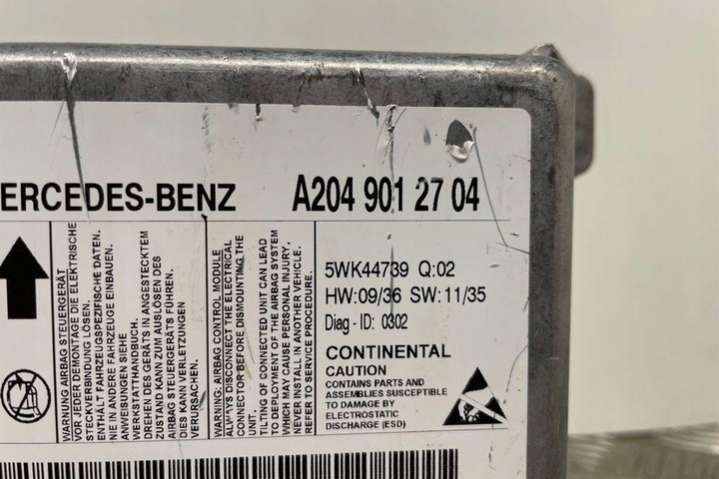 ERCEDES-BENZ A204 901 27 04
WARNUNG AIRBAG STEUERGERÄT
VOR JEDER DEMONTAGE DIE ELEKTRISCHE
STECKVERBINDUNG LÖSEN.
ENTHÄLT FAHRZEUGSPEZIFISCHE DATEN.
NIE IN ANDERE FAHRZEUGE EINBAUEN.
ANWEISUNGEN SIEHE
WERKSTATTHANDBUCH.
DREHEN DES GERÄTS IN ANGESTECKTEM
ZUSTAND KANN ZUM AUSLÖSEN DES
AIRBAG STEUERGERÄTS FÜHREN.
DIES KANN VERLETZUNGEN
VERURSACHEN.
WARNING: AIRBAG CONTROL MODULE
ALWAYS DISCONNECT THE ELECTRICAL
CONNECTOR BEFORE DISMOUNTING THE
UNIT.
TILTING OF CONNECTED UNIT CAN LEAD
TO DEPLOYMENT OF THE AIRBAG SYSTEM
WHICH MAY CAUSE PERSONAL INJURY.
NEVER INSTALL IN ANOTHER VEHICLE.
REFER TO SERVICE PROCEDURE.
5WK44739 Q:02
HW:09/36 SW:11/35
Diag - ID: 0302
CONTINENTAL
CAUTION
CONTAINS PARTS AND
ASSEMBLIES SUSCEPTIBLE
TO DAMAGE BY
ELECTROSTATIC
DISCHARGE (ESD)